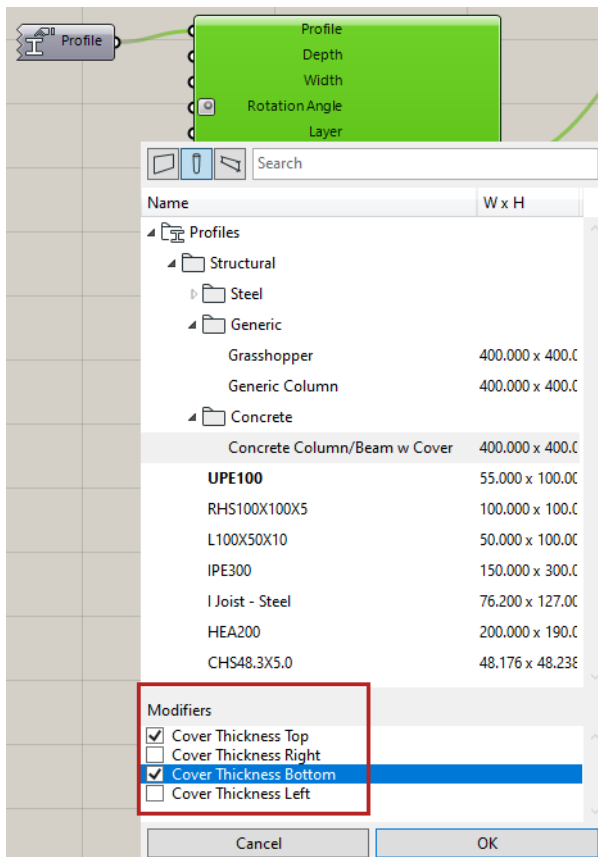 Profile
Profile
Depth
Width
Rotation Angle
Layer
Search
Name W x H
Profiles
Structural
Steel
Generic
Grasshopper 400.000 x 400.0
Generic Column 400.000 x 400.0
Concrete
Concrete Column/Beam w Cover 400.000 x 400.0
UPE100 55.000 x 100.00
RHS100X100X5 100.000 x 100.0
L100X50X10 50.000 x 100.00
IPE300 150.000 x 300.0
I Joist - Steel 76.200 x 127.00
HEA200 200.000 x 190.0
CHS48.3X5.0 48.176 x 48.238
Modifiers
Cover Thickness Top
Cover Thickness Right
Cover Thickness Bottom
Cover Thickness Left
Cancel OK